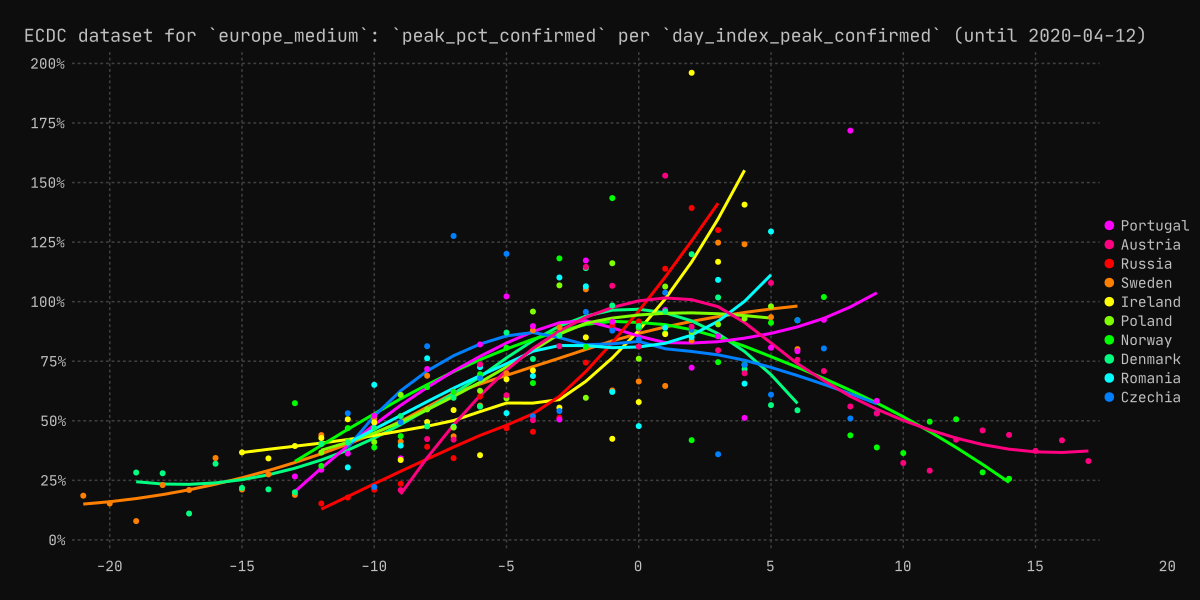 ECDC dataset for `europe_medium`: `peak_pct_confirmed` per `day_index_peak_confirmed` (until 2020-04-12)
200%
175%
150%
125%
100%
75%
50%
25%
0%
-20 -15 -10 -5 0 5 10 15 20
Portugal
Austria
Russia
Sweden
Ireland
Poland
Norway
Denmark
Romania
Czechia